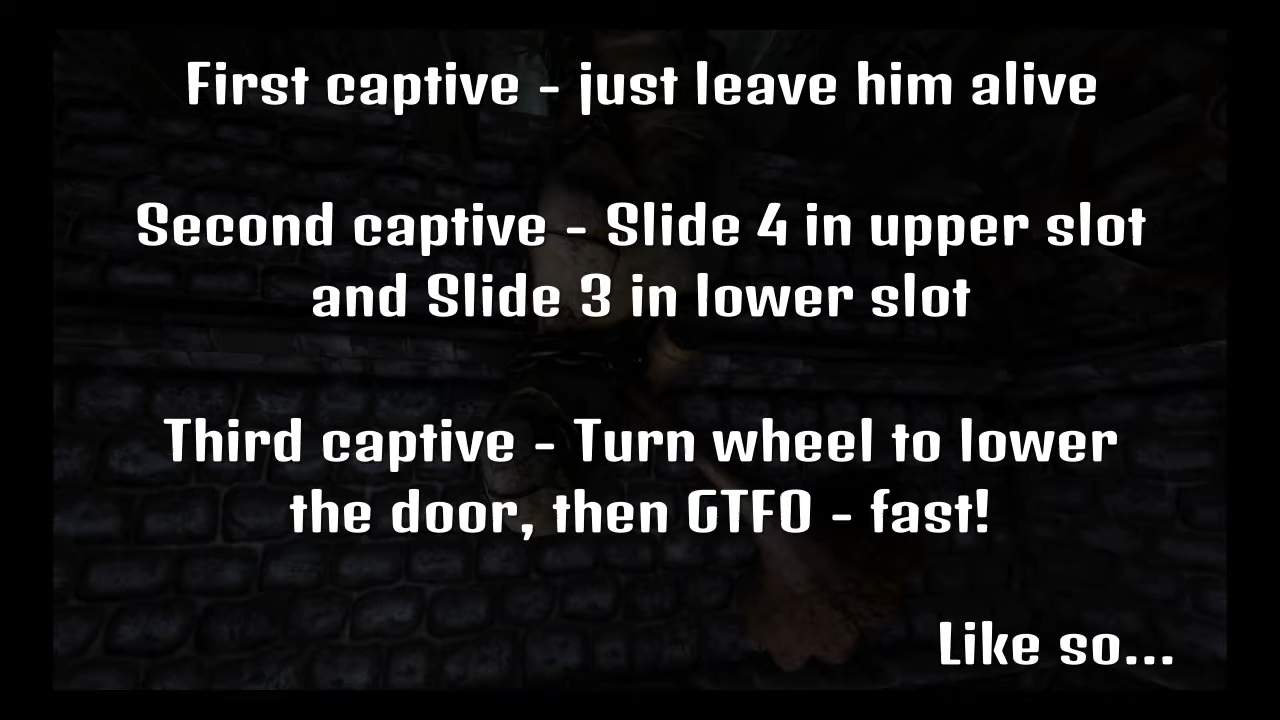 First captive - just leave him alive
Second captive - Slide 4 in upper slot
and Slide 3 in lower slot
Third captive - Turn wheel to lower
the door, then GTFO - fast!
Like so...